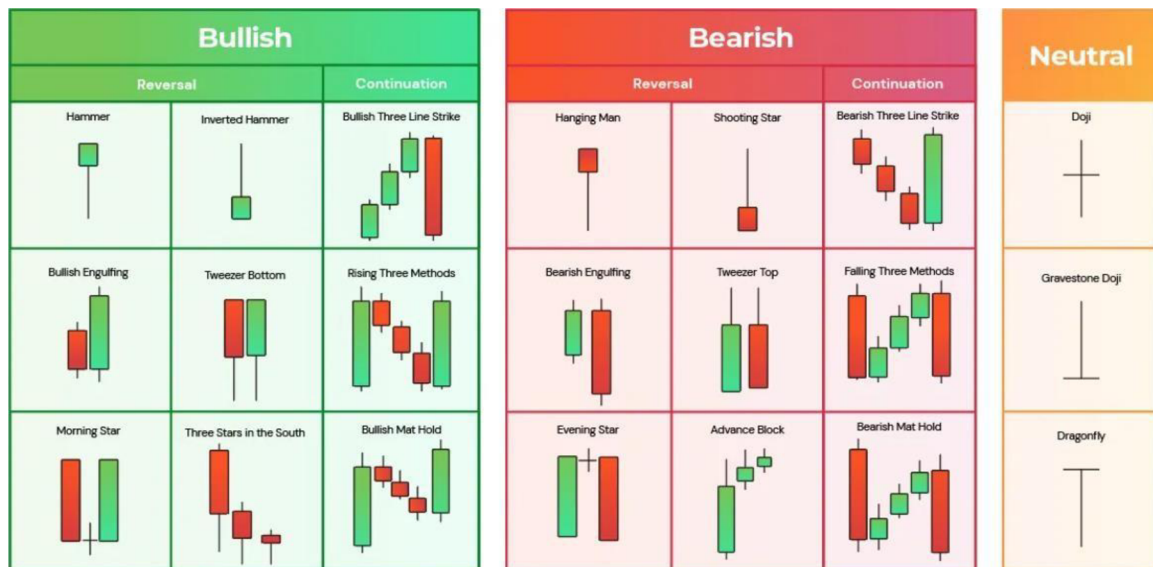 Bullish
Reversal
Continuation
Hammer
Inverted Hammer
Bullish Three Line Strike
Bullish Engulfing
Tweezer Bottom
Rising Three Methods
Morning Star
Three Stars in the South
Bullish Mat Hold
Bearish
Reversal
Continuation
Hanging Man
Shooting Star
Bearish Three Line Strike
Bearish Engulfing
Tweezer Top
Falling Three Methods
Evening Star
Advance Block
Bearish Mat Hold
Neutral
Doji
Gravestone Doji
Dragonfly